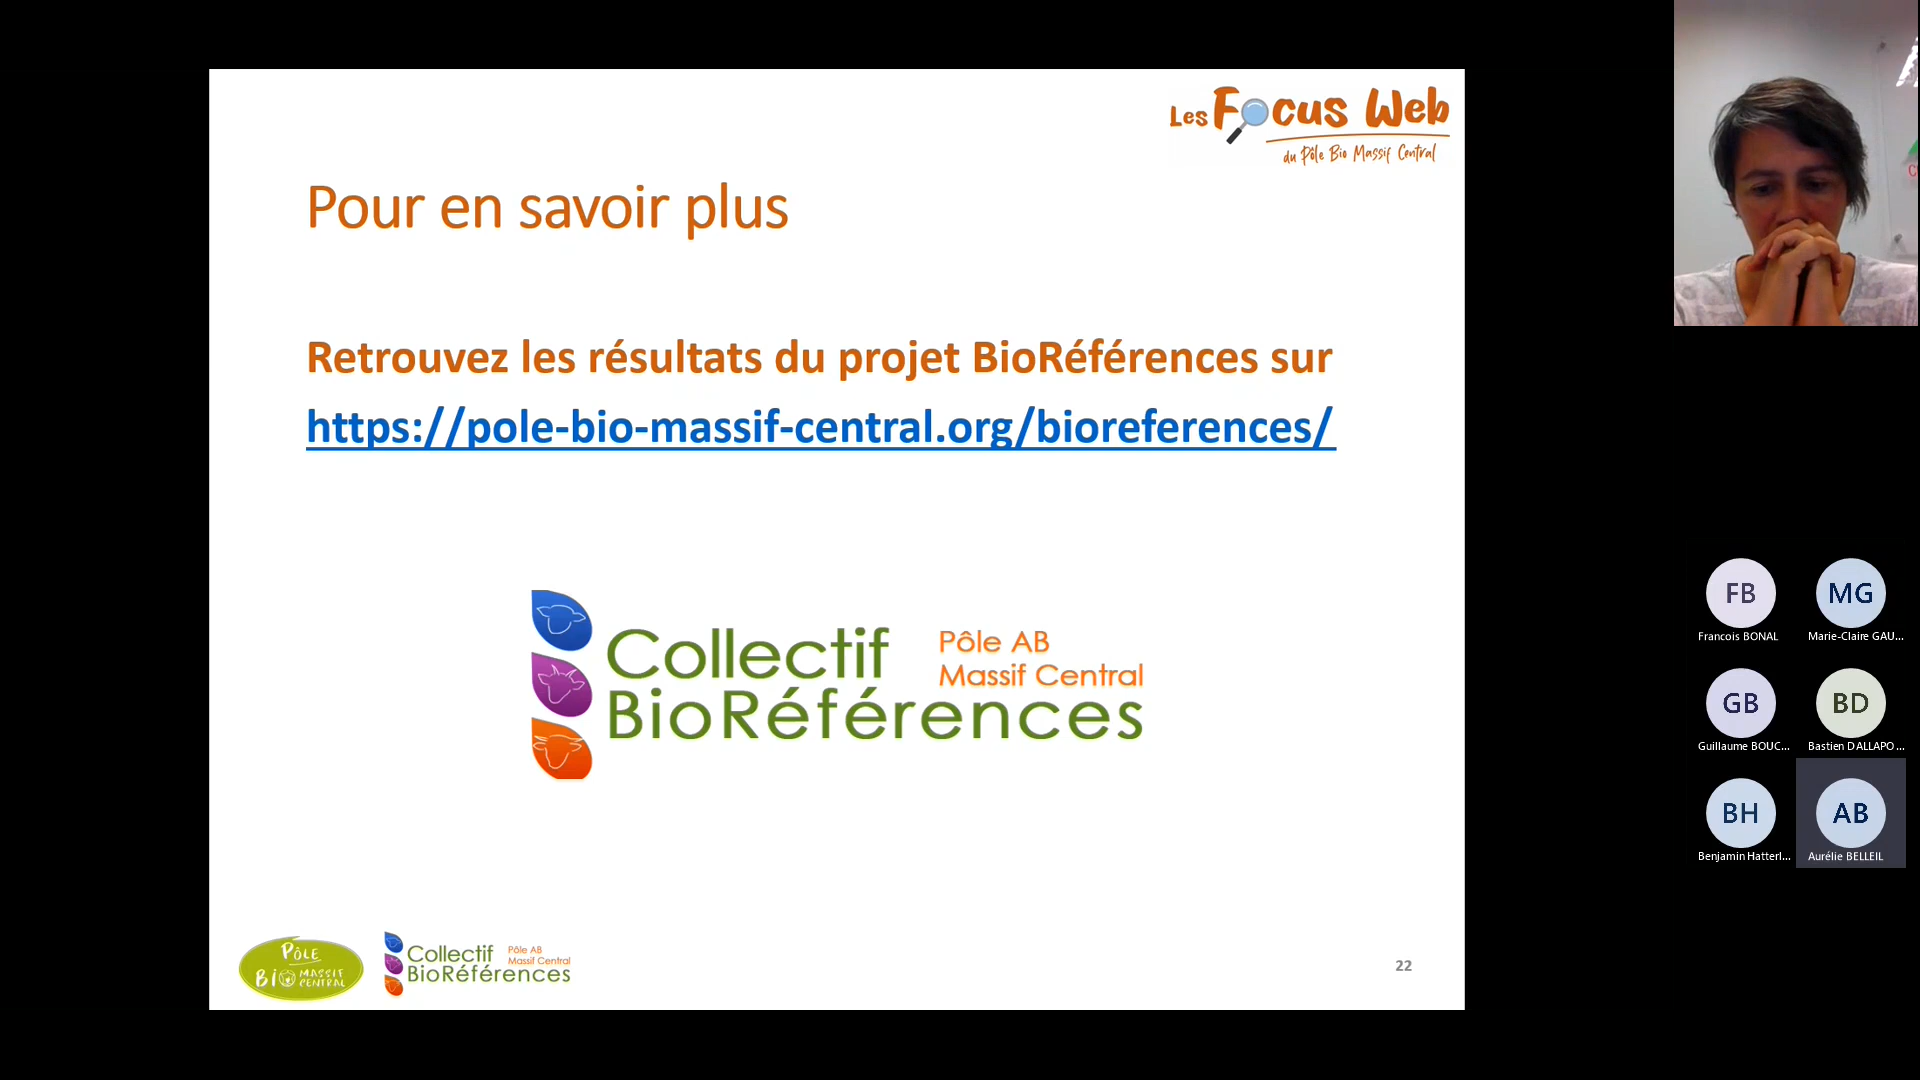 Les Focus Web
du Pôle Bio Massif Central
Pour en savoir plus
Retrouvez les résultats du projet BioRéférences sur
https://pole-bio-massif-central.org/bioreferences/
Collectif
BioRéférences
Pôle AB
Massif Central
PÔLE
BIO MASSIF
CENTRAL
Collectif
BioRéférences
Pôle AB
Massif Central
22
FB
Francois BONAL
MG
Marie-Claire GAU...
GB
Guillaume BOUC...
BD
Bastien DALLAPO...
BH
Benjamin Hatterl...
AB
Aurélie BELLEIL